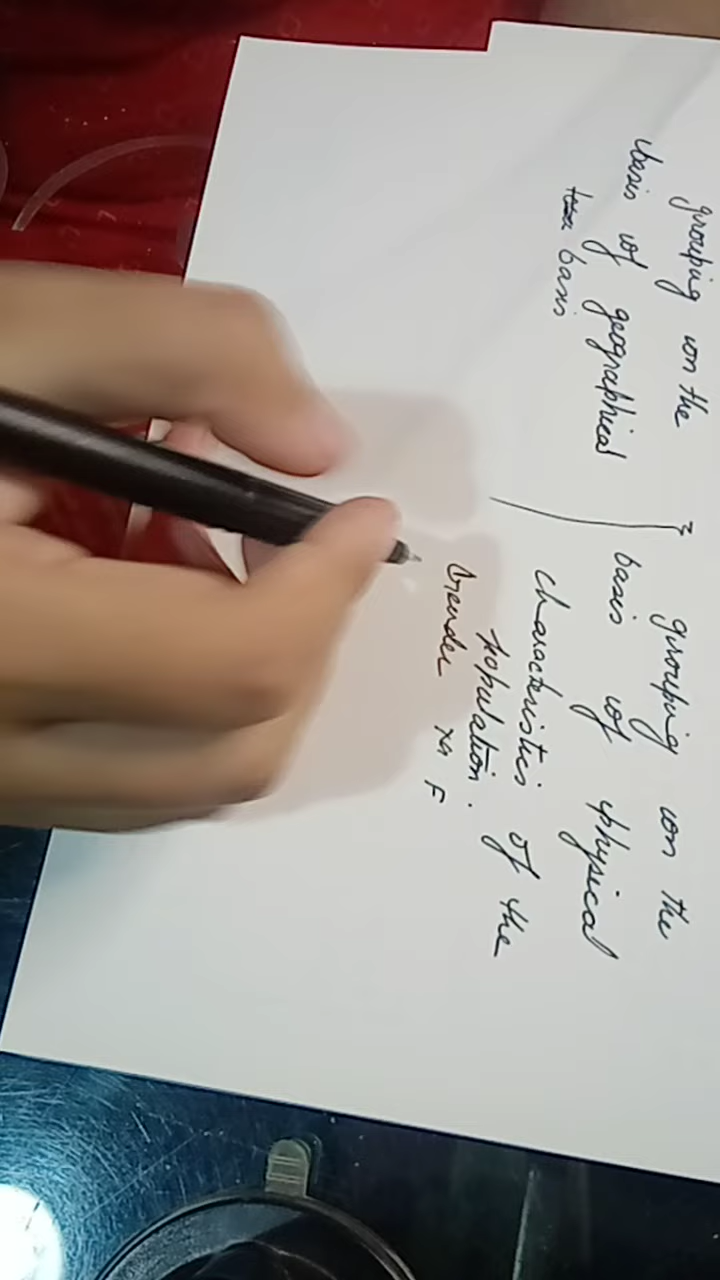 grouping on the
basis of geographical
basis
grouping on the
basis of physical
characteristics of the
population.
Gender M F